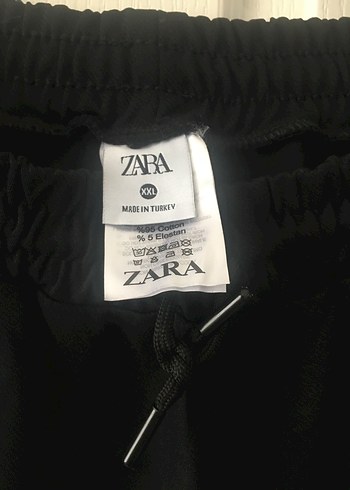 ZARA
XXL
MADE IN TURKEY
%95 Cotton
% 5 Elastan
ZARA